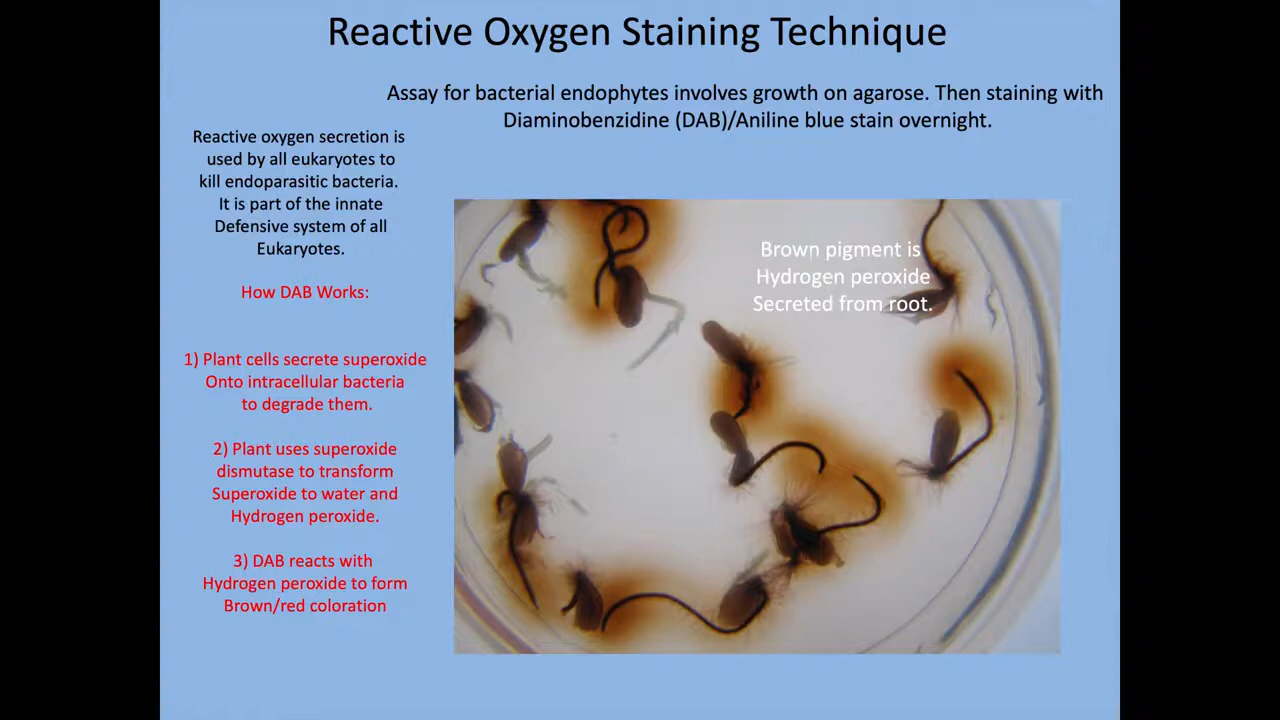 Reactive Oxygen Staining Technique
Assay for bacterial endophytes involves growth on agarose. Then staining with
Diaminobenzidine (DAB)/Aniline blue stain overnight.
Reactive oxygen secretion is
used by all eukaryotes to
kill endoparasitic bacteria.
It is part of the innate
Defensive system of all
Eukaryotes.
How DAB Works:
1) Plant cells secrete superoxide
Onto intracellular bacteria
to degrade them.
2) Plant uses superoxide
dismutase to transform
Superoxide to water and
Hydrogen peroxide.
3) DAB reacts with
Hydrogen peroxide to form
Brown/red coloration
Brown pigment is
Hydrogen peroxide
Secreted from root.